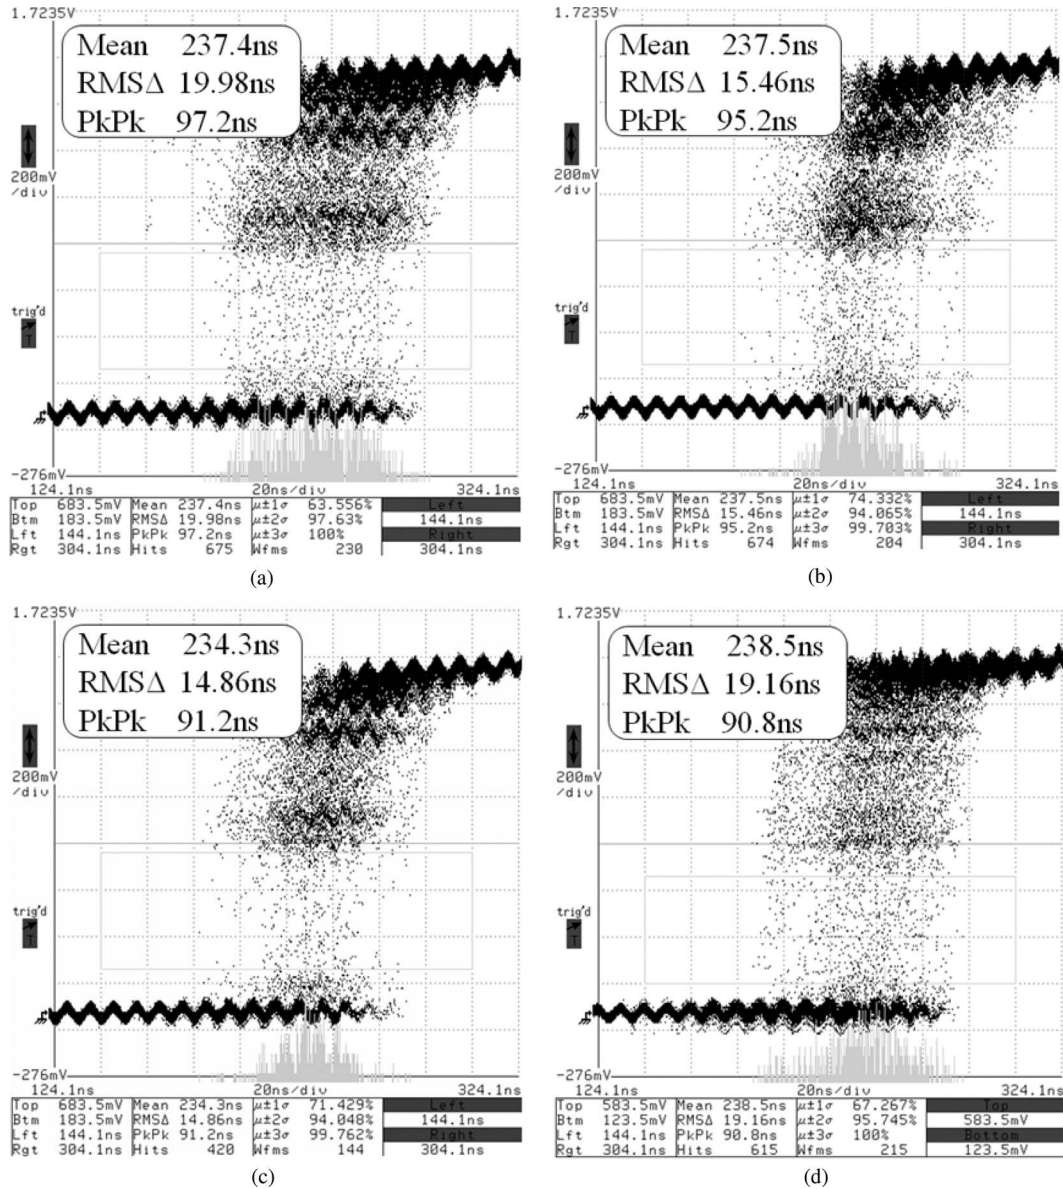 1.7235V
Mean 237.4ns
RMSΔ 19.98ns
PkPk 97.2ns
200mV
/div
trig'd
T
-276mV
124.1ns 20ns/div 324.1ns
Top 683.5mV Mean 237.4ns μ±1σ 63.556% Left
Btm 183.5mV RMSΔ 19.98ns μ±2σ 97.63% 144.1ns
Lft 144.1ns PkPk 97.2ns μ±3σ 100% Right
Rgt 304.1ns Hits 675 Wfms 230 304.1ns
(a)
1.7235V
Mean 237.5ns
RMSΔ 15.46ns
PkPk 95.2ns
200mV
/div
trig'd
T
-276mV
124.1ns 20ns/div 324.1ns
Top 683.5mV Mean 237.5ns μ±1σ 74.332% Left
Btm 183.5mV RMSΔ 15.46ns μ±2σ 94.065% 144.1ns
Lft 144.1ns PkPk 95.2ns μ±3σ 99.703% Right
Rgt 304.1ns Hits 674 Wfms 204 304.1ns
(b)
1.7235V
Mean 234.3ns
RMSΔ 14.86ns
PkPk 91.2ns
200mV
/div
trig'd
T
-276mV
124.1ns 20ns/div 324.1ns
Top 683.5mV Mean 234.3ns μ±1σ 71.429% Left
Btm 183.5mV RMSΔ 14.86ns μ±2σ 94.048% 144.1ns
Lft 144.1ns PkPk 91.2ns μ±3σ 99.762% Right
Rgt 304.1ns Hits 420 Wfms 144 304.1ns
(c)
1.7235V
Mean 238.5ns
RMSΔ 19.16ns
PkPk 90.8ns
200mV
/div
trig'd
T
-276mV
124.1ns 20ns/div 324.1ns
Top 583.5mV Mean 238.5ns μ±1σ 67.267% Top
Btm 123.5mV RMSΔ 19.16ns μ±2σ 95.745% 583.5mV
Lft 144.1ns PkPk 90.8ns μ±3σ 100% Bottom
Rgt 304.1ns Hits 615 Wfms 215 123.5mV
(d)